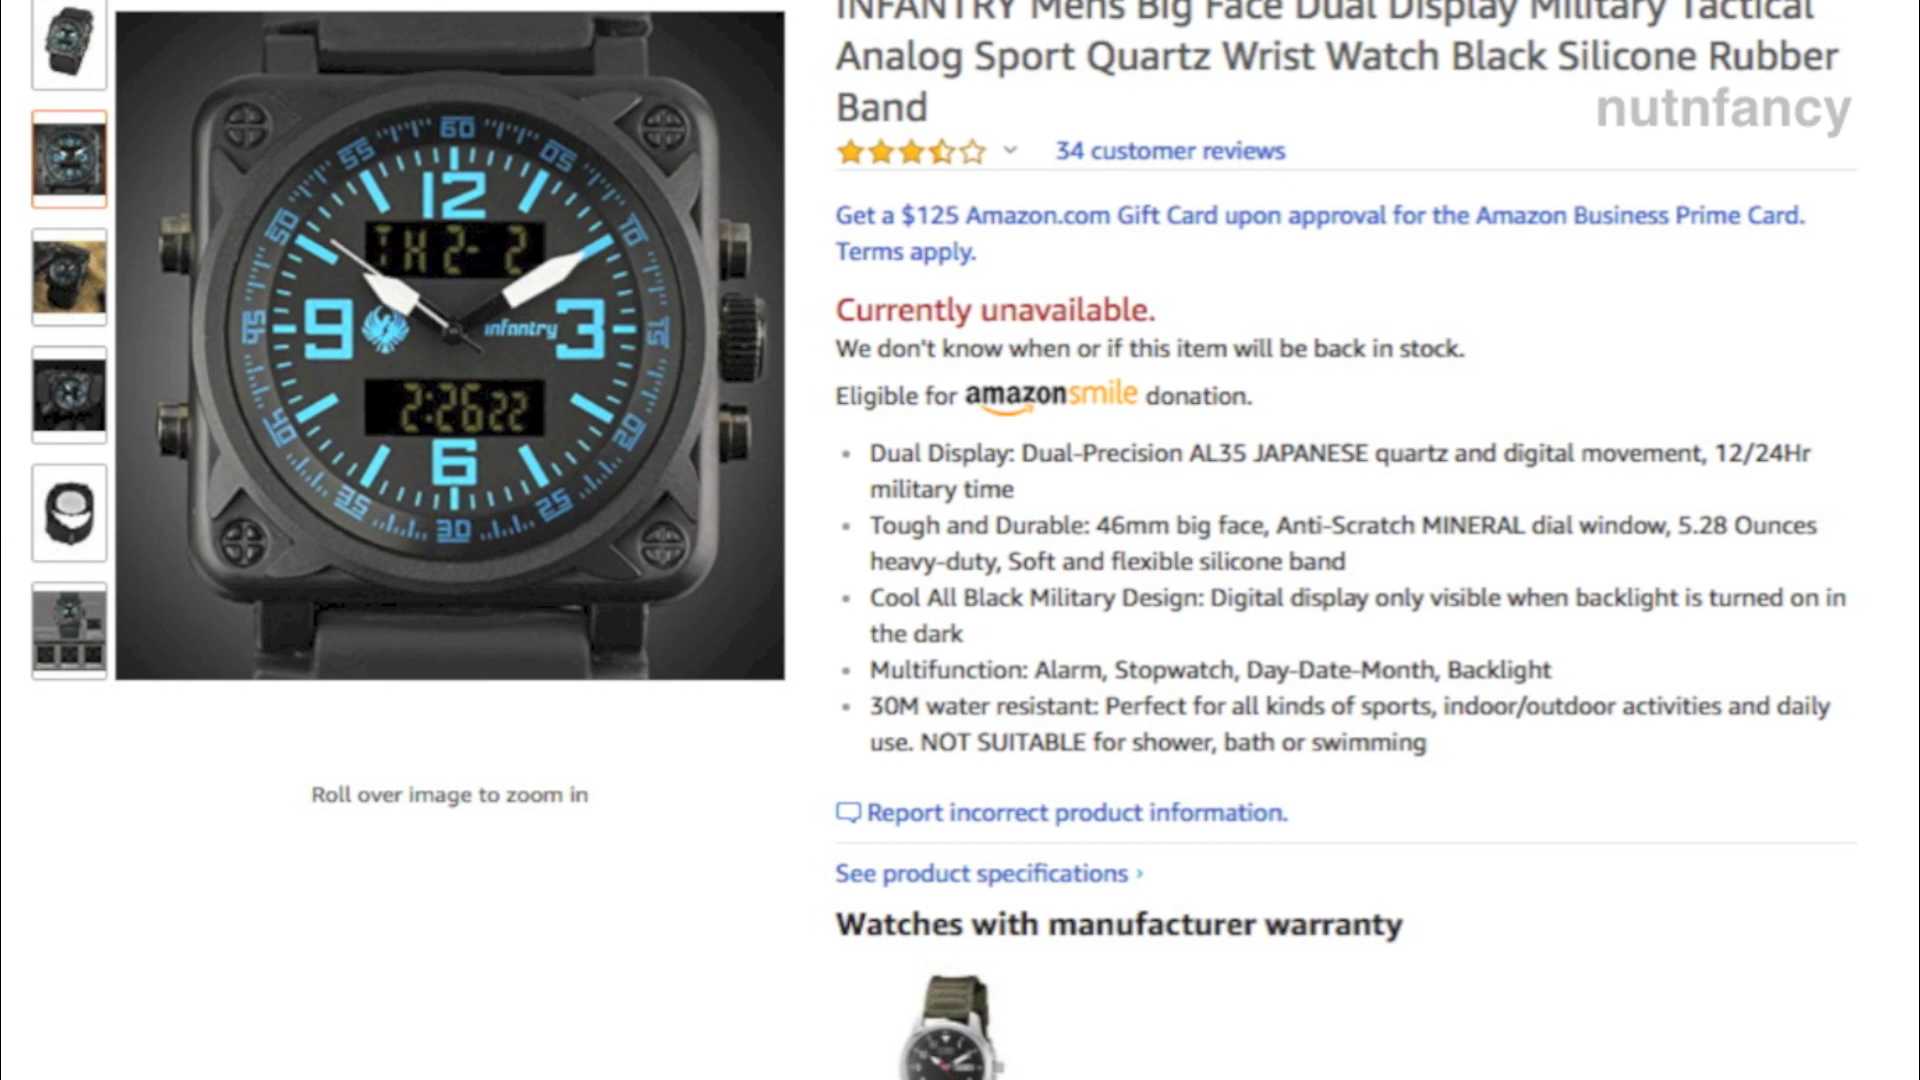 INFANTRY Mens Big Face Dual Display Military Tactical
Analog Sport Quartz Wrist Watch Black Silicone Rubber
Band
nutnfancy
34 customer reviews
Get a $125 Amazon.com Gift Card upon approval for the Amazon Business Prime Card.
Terms apply.
Currently unavailable.
We don't know when or if this item will be back in stock.
Eligible for amazonsmile donation.
• Dual Display: Dual-Precision AL35 JAPANESE quartz and digital movement, 12/24Hr
military time
• Tough and Durable: 46mm big face, Anti-Scratch MINERAL dial window, 5.28 Ounces
heavy-duty, Soft and flexible silicone band
• Cool All Black Military Design: Digital display only visible when backlight is turned on in
the dark
• Multifunction: Alarm, Stopwatch, Day-Date-Month, Backlight
• 30M water resistant: Perfect for all kinds of sports, indoor/outdoor activities and daily
use. NOT SUITABLE for shower, bath or swimming
Report incorrect product information.
See product specifications ›
Watches with manufacturer warranty
60
05
10
15
20
25
30
35
40
45
50
55
12
TH 2- 2
9
infantry
3
2:26 22
6
Roll over image to zoom in